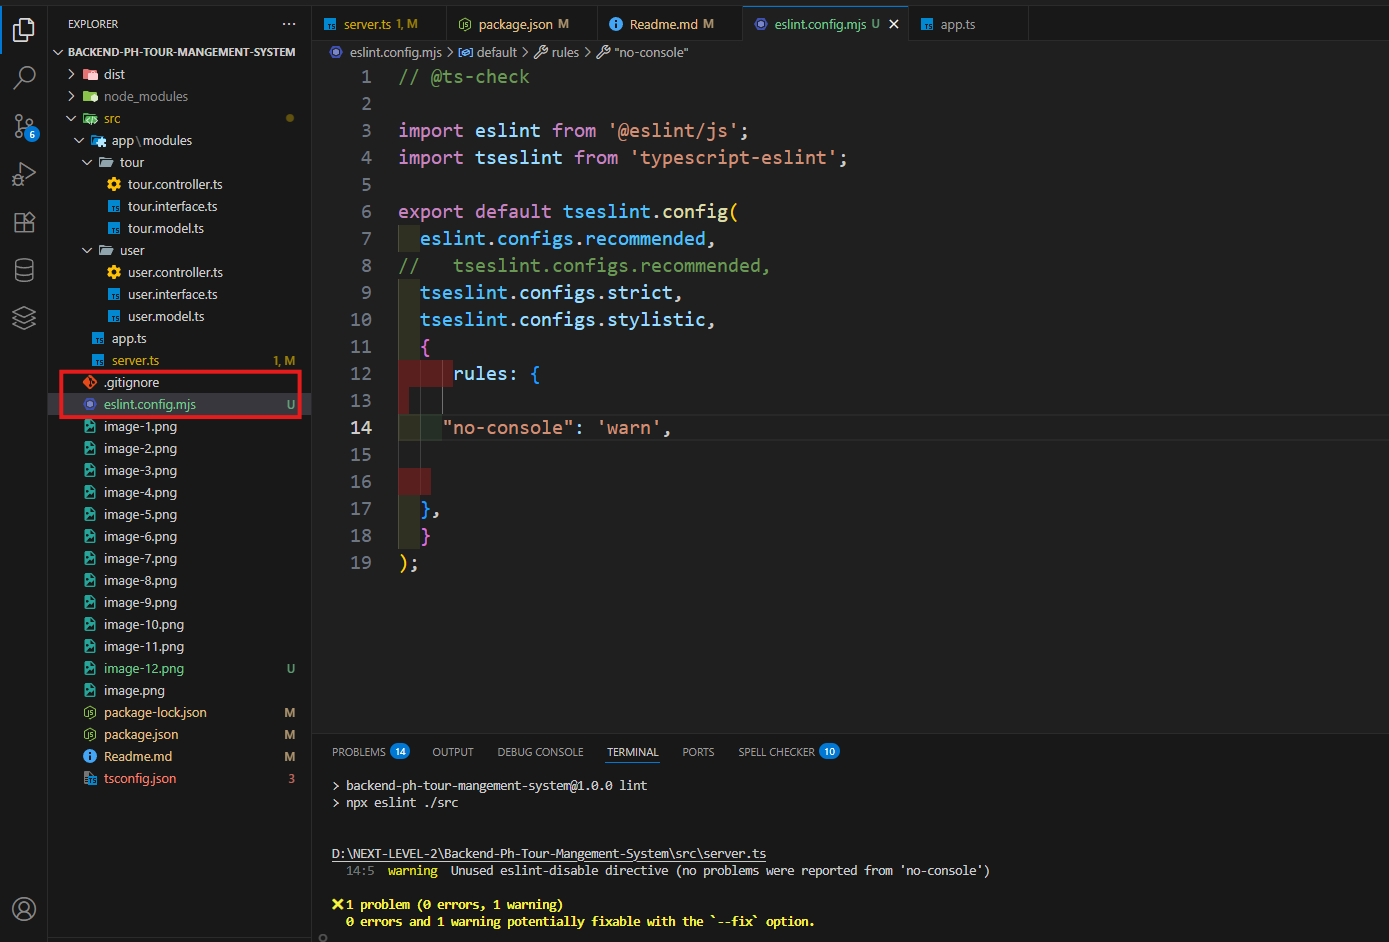 EXPLORER
BACKEND-PH-TOUR-MANGEMENT-SYSTEM
dist
node_modules
src
app\modules
tour
tour.controller.ts
tour.interface.ts
tour.model.ts
user
user.controller.ts
user.interface.ts
user.model.ts
app.ts
server.ts 1, M
.gitignore
eslint.config.mjs U
image-1.png
image-2.png
image-3.png
image-4.png
image-5.png
image-6.png
image-7.png
image-8.png
image-9.png
image-10.png
image-11.png
image-12.png U
image.png
package-lock.json M
package.json M
Readme.md M
tsconfig.json 3
6
server.ts 1, M package.json M Readme.md M eslint.config.mjs U app.ts
eslint.config.mjs > default > rules > "no-console"
1 // @ts-check
2
3 import eslint from '@eslint/js';
4 import tseslint from 'typescript-eslint';
5
6 export default tseslint.config(
7 eslint.configs.recommended,
8 //   tseslint.configs.recommended,
9 tseslint.configs.strict,
10 tseslint.configs.stylistic,
11 {
12 rules: {
13
14 "no-console": 'warn',
15
16
17 },
18 }
19 );
PROBLEMS 14 OUTPUT DEBUG CONSOLE TERMINAL PORTS SPELL CHECKER 10
> backend-ph-tour-mangement-system@1.0.0 lint
> npx eslint ./src
D:\NEXT-LEVEL-2\Backend-Ph-Tour-Mangement-System\src\server.ts
14:5 warning Unused eslint-disable directive (no problems were reported from 'no-console')
✖ 1 problem (0 errors, 1 warning)
0 errors and 1 warning potentially fixable with the `--fix` option.